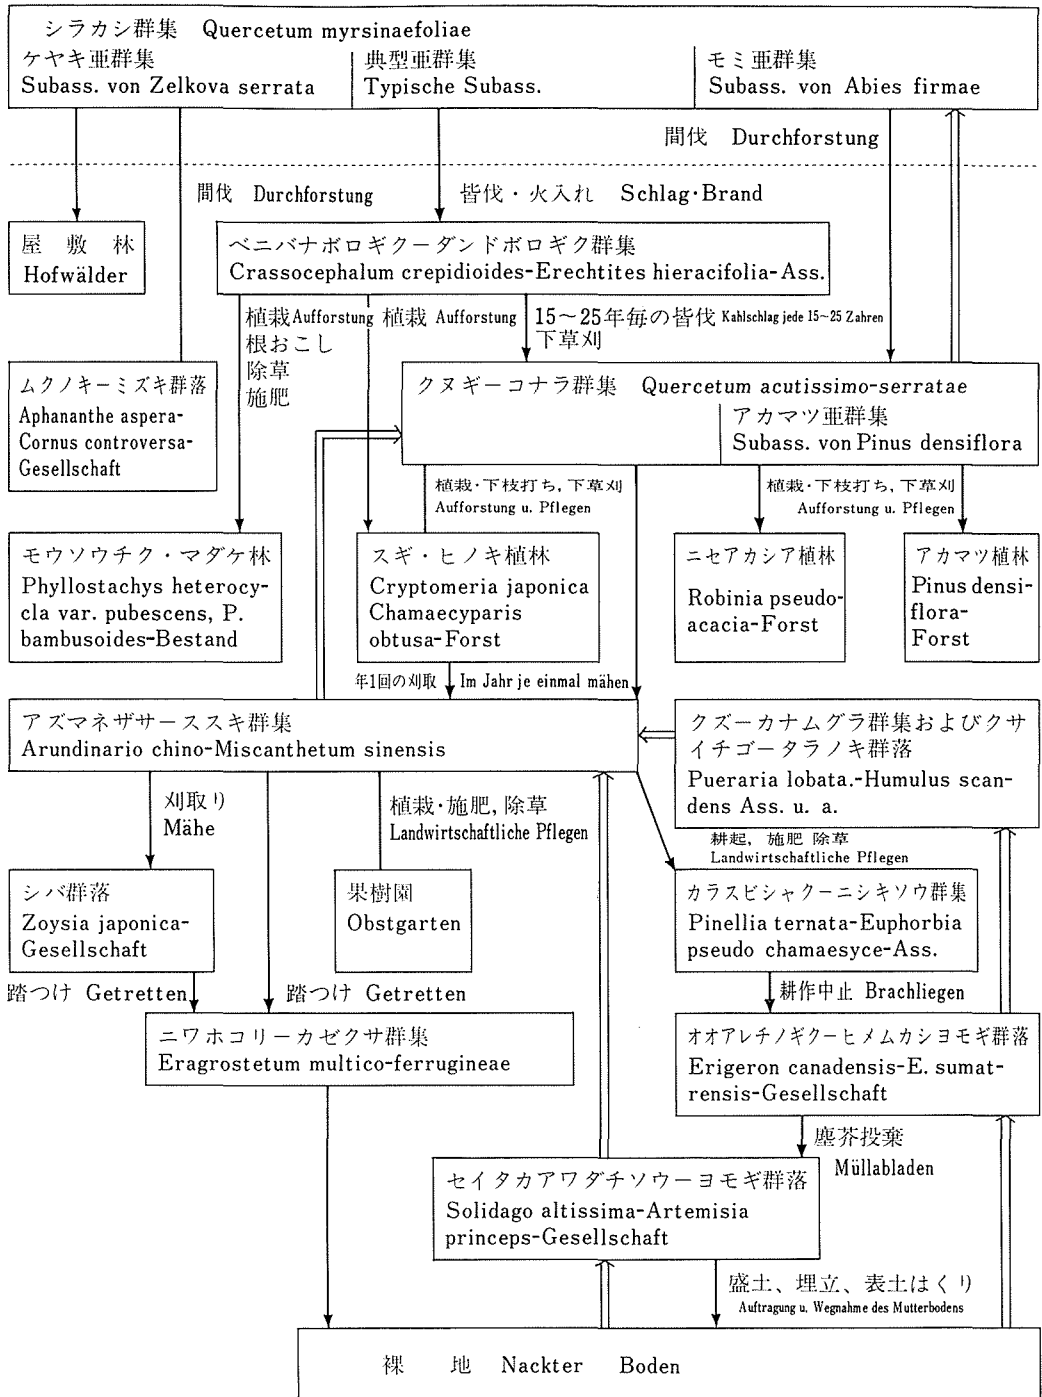 シラカシ群集 Quercetum myrsinaefoliae
ケヤキ亜群集
Subass. von Zelkova serrata
典型亜群集
Typische Subass.
モミ亜群集
Subass. von Abies firmae
間伐 Durchforstung
間伐 Durchforstung
皆伐・火入れ Schlag・Brand
屋敷林
Hofwälder
ベニバナボロギクーダンドボロギク群集
Crassocephalum crepidioides-Erechtites hieracifolia-Ass.
植栽 Aufforstung
根おこし
除草
施肥
植栽 Aufforstung
15〜25年毎の皆伐 Kahlschlag jede 15~25 Zahren
下草刈
ムクノキーミズキ群落
Aphananthe aspera-
Cornus controversa-
Gesellschaft
クヌギーコナラ群集 Quercetum acutissimo-serratae
アカマツ亜群集
Subass. von Pinus densiflora
植栽・下枝打ち,下草刈
Aufforstung u. Pflegen
植栽・下枝打ち,下草刈
Aufforstung u. Pflegen
モウソウチク・マダケ林
Phyllostachys heterocy-
cla var. pubescens, P.
bambusoides-Bestand
スギ・ヒノキ植林
Cryptomeria japonica
Chamaecyparis
obtusa-Forst
ニセアカシア植林
Robinia pseudo-
acacia-Forst
アカマツ植林
Pinus densi-
flora-
Forst
年1回の刈取 Im Jahr je einmal mähen
アズマネザサーススキ群集
Arundinario chino-Miscanthetum sinensis
クズーカナムグラ群集およびクサ
イチゴータラノキ群落
Pueraria lobata.-Humulus scan-
dens Ass. u. a.
刈取り
Mähe
植栽・施肥,除草
Landwirtschaftliche Pflegen
耕起,施肥 除草
Landwirtschaftliche Pflegen
シバ群落
Zoysia japonica-
Gesellschaft
果樹園
Obstgarten
カラスビシャクーニシキソウ群集
Pinellia ternata-Euphorbia
pseudo chamaesyce-Ass.
踏つけ Getretten
踏つけ Getretten
耕作中止 Brachliegen
ニワホコリーカゼクサ群集
Eragrostetum multico-ferrugineae
オオアレチノギクーヒメムカシヨモギ群落
Erigeron canadensis-E. sumat-
rensis-Gesellschaft
塵芥投棄
Müllabladen
セイタカアワダチソウーヨモギ群落
Solidago altissima-Artemisia
princeps-Gesellschaft
盛土、埋立、表土はくり
Auftragung u. Wegnahme des Mutterbodens
裸地 Nackter Boden